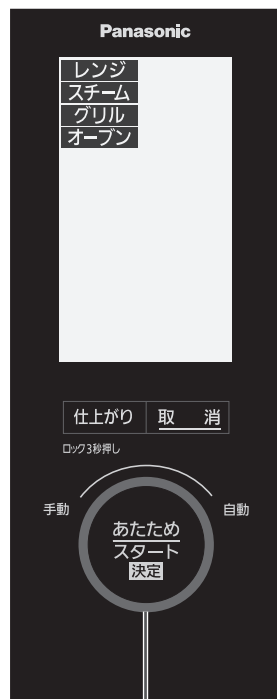 Panasonic
レンジ
スチーム
グリル
オーブン
仕上がり 取 消
ロック3秒押し
手動 自動
あたため
スタート
決定